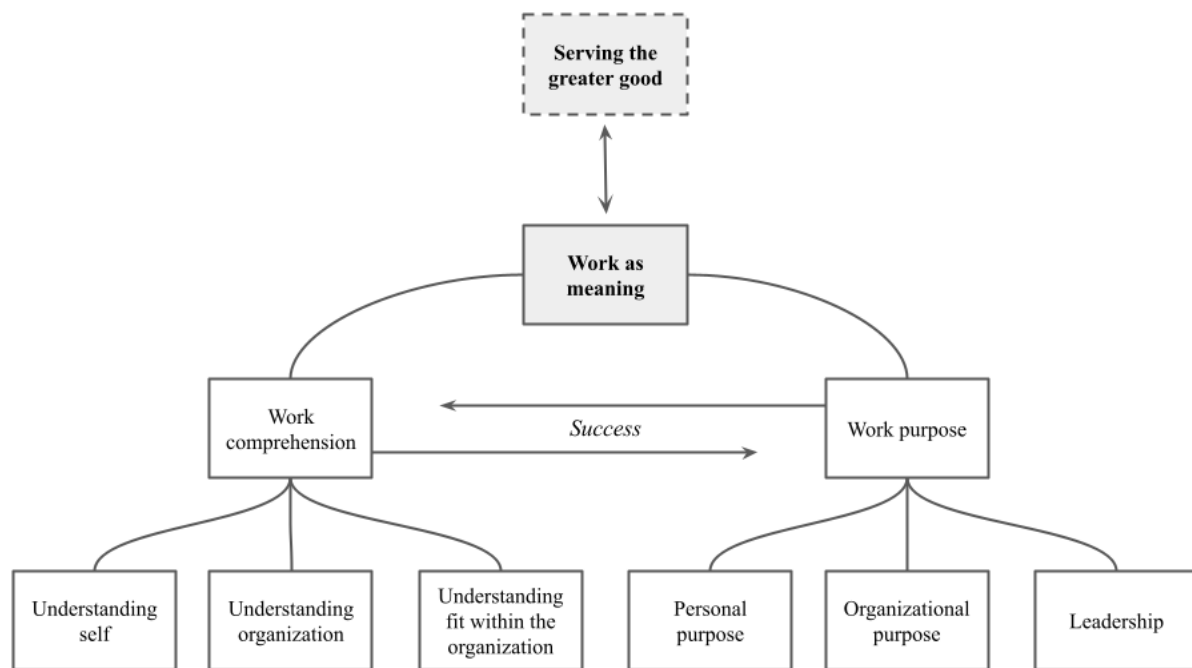 Serving the
greater good
Work as
meaning
Work
comprehension
Success
Work purpose
Understanding
self
Understanding
organization
Understanding
fit within the
organization
Personal
purpose
Organizational
purpose
Leadership